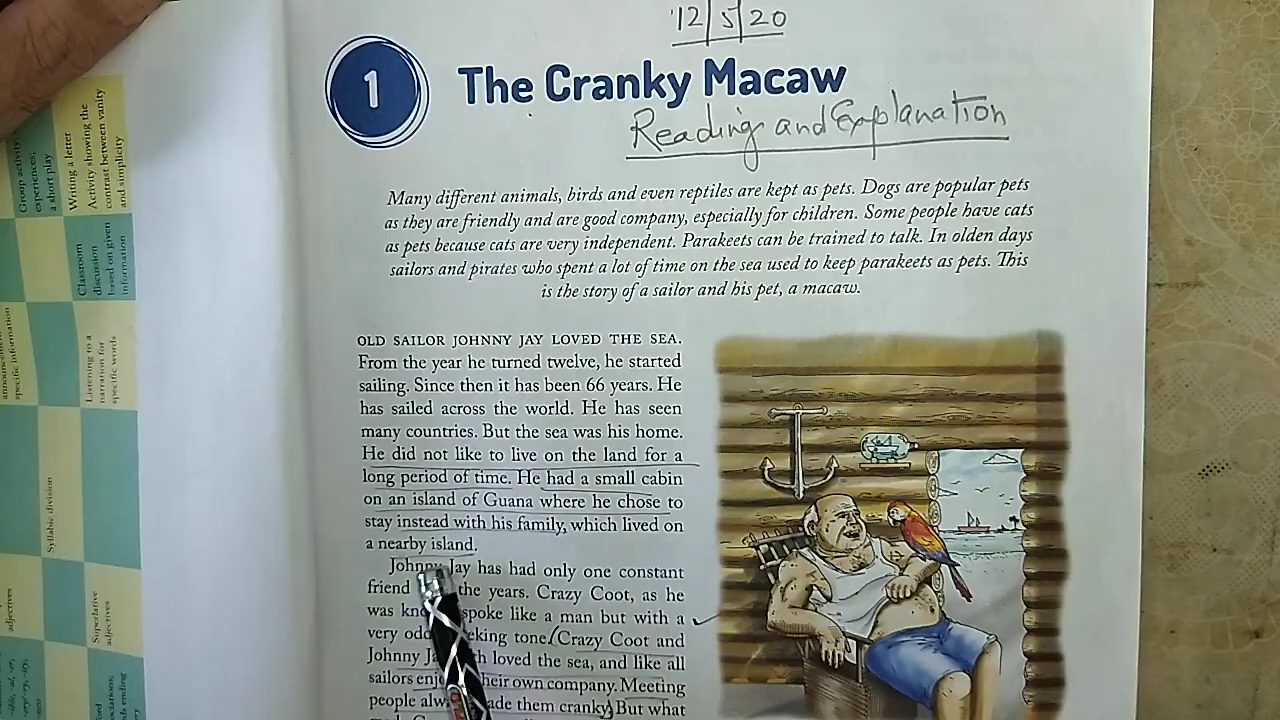 12/5/20
1
The Cranky Macaw
Reading and Explanation
Many different animals, birds and even reptiles are kept as pets. Dogs are popular pets
as they are friendly and are good company, especially for children. Some people have cats
as pets because cats are very independent. Parakeets can be trained to talk. In olden days
sailors and pirates who spent a lot of time on the sea used to keep parakeets as pets. This
is the story of a sailor and his pet, a macaw.
OLD SAILOR JOHNNY JAY LOVED THE SEA.
From the year he turned twelve, he started
sailing. Since then it has been 66 years. He
has sailed across the world. He has seen
many countries. But the sea was his home.
He did not like to live on the land for a
long period of time. He had a small cabin
on an island of Guana where he chose to
stay instead with his family, which lived on
a nearby island.
Johnny Jay has had only one constant
friend the years. Crazy Coot, as he
was spoke like a man but with a
very tone. Crazy Coot and
Johnny loved the sea, and like all
sailors their own company. Meeting
people them cranky. But what
Group activity
experiences;
a short play
Writing a letter
Activity showing the
contrast between vanity
and simplicity
Classroom
discussion
based on given
information
specific information
Listening to a
narration for
specific words
Syllabic division
adjectives
Superlative
adjectives